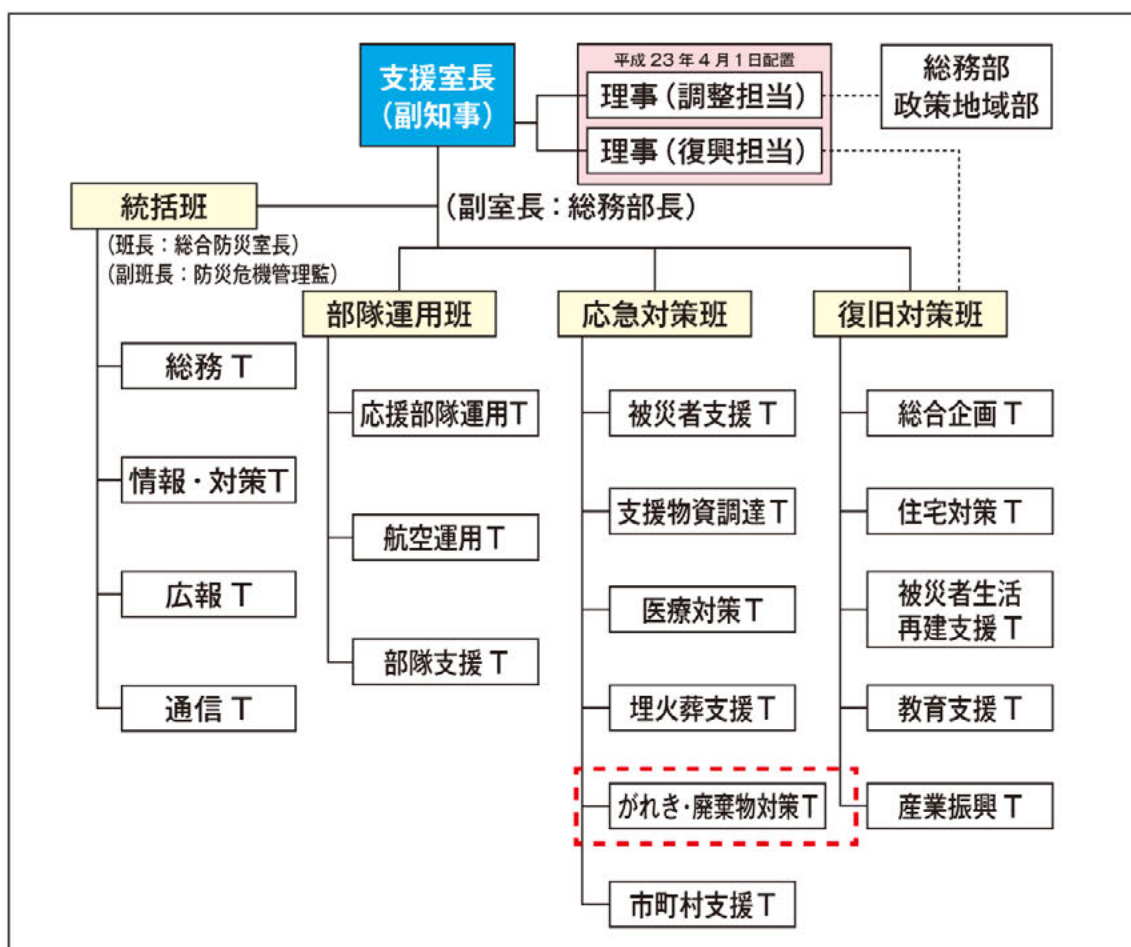 支援室長
(副知事)
平成23年4月1日配置
理事(調整担当)
理事(復興担当)
総務部
政策地域部
(副室長:総務部長)
統括班
(班長:総合防災室長)
(副班長:防災危機管理監)
総務T
情報・対策T
広報T
通信T
部隊運用班
応援部隊運用T
航空運用T
部隊支援T
応急対策班
被災者支援T
支援物資調達T
医療対策T
埋火葬支援T
がれき・廃棄物対策T
市町村支援T
復旧対策班
総合企画T
住宅対策T
被災者生活
再建支援T
教育支援T
産業振興T